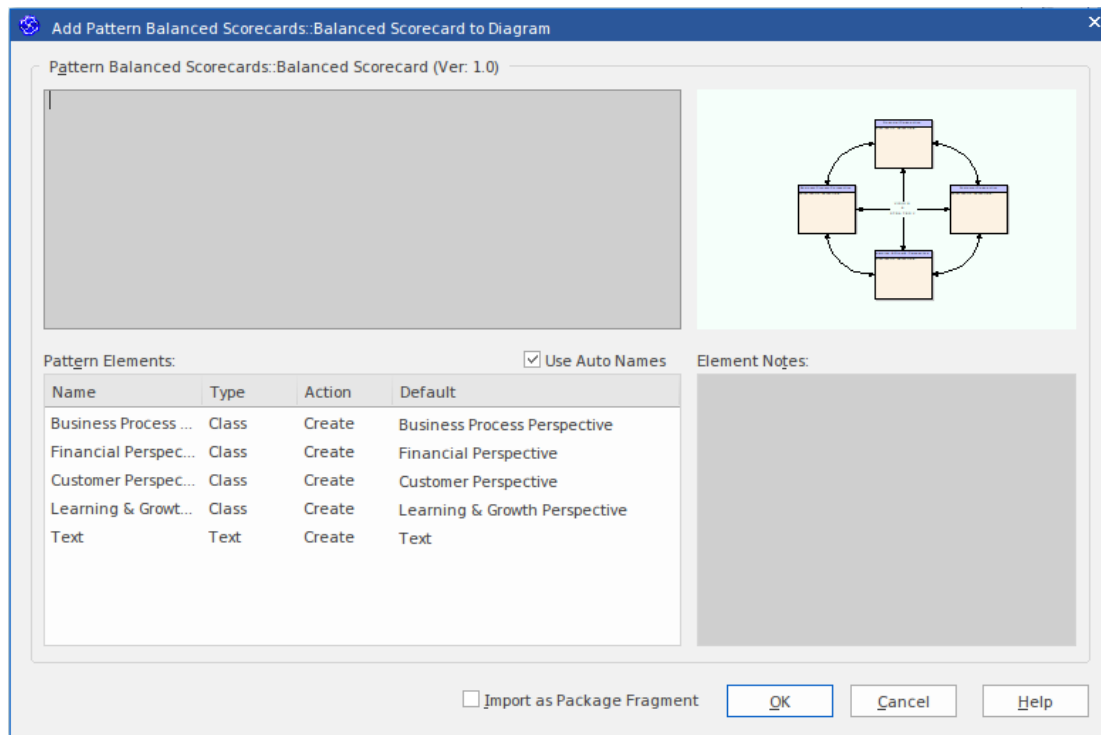 Add Pattern Balanced Scorecards::Balanced Scorecard to Diagram
Pattern Balanced Scorecards::Balanced Scorecard (Ver: 1.0)
Pattern Elements:
Use Auto Names
Element Notes:
Name Type Action Default
Business Process ... Class Create Business Process Perspective
Financial Perspec... Class Create Financial Perspective
Customer Perspec... Class Create Customer Perspective
Learning & Growt... Class Create Learning & Growth Perspective
Text Text Create Text
Import as Package Fragment
OK
Cancel
Help